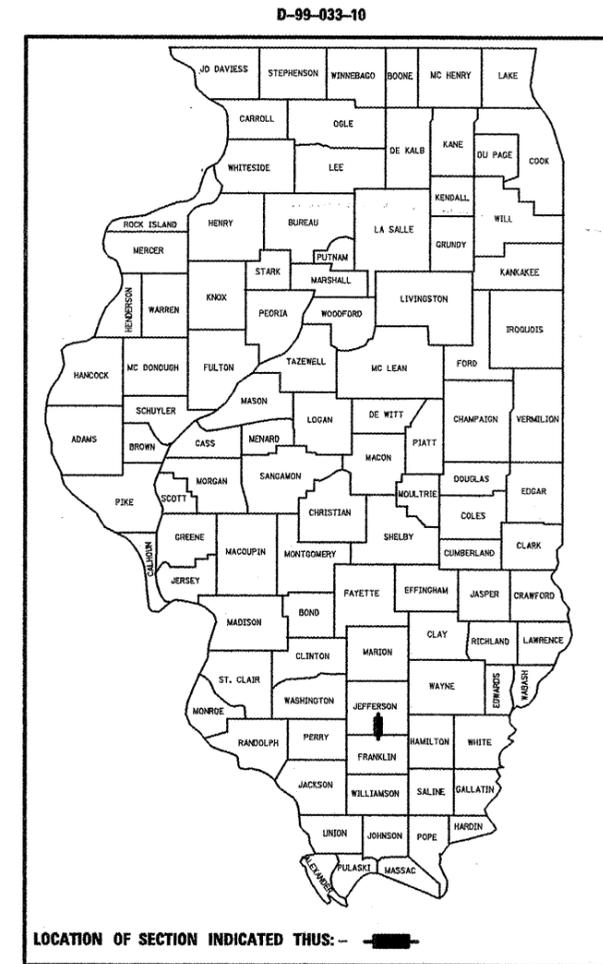 D-99-033-10
JO DAVIESS STEPHENSON WINNEBAGO BOONE MC HENRY LAKE
CARROLL OGLE DE KALB KANE DU PAGE COOK
WHITESIDE LEE
KENDALL
ROCK ISLAND HENRY BUREAU LA SALLE WILL
MERCER PUTNAM GRUNDY
STARK MARSHALL KANKAKEE
HENDERSON WARREN KNOX PEORIA WOODFORD LIVINGSTON IROQUOIS
HANCOCK MC DONOUGH FULTON TAZEWELL MC LEAN FORD
MASON
SCHUYLER LOGAN DE WITT CHAMPAIGN VERMILION
ADAMS BROWN CASS MENARD MACON PIATT
PIKE SCOTT MORGAN SANGAMON MOULTRIE DOUGLAS EDGAR
CHRISTIAN COLES
GREENE MACOUPIN MONTGOMERY SHELBY CUMBERLAND CLARK
CALHOUN JERSEY
FAYETTE EFFINGHAM JASPER CRAWFORD
MADISON BOND
CLAY RICHLAND LAWRENCE
CLINTON MARION
ST. CLAIR WAYNE EDWARDS WABASH
WASHINGTON JEFFERSON
MONROE
RANDOLPH PERRY HAMILTON WHITE
FRANKLIN
JACKSON WILLIAMSON SALINE GALLATIN
UNION JOHNSON POPE HARDIN
ALEXANDER PULASKI MASSAC
LOCATION OF SECTION INDICATED THUS:-